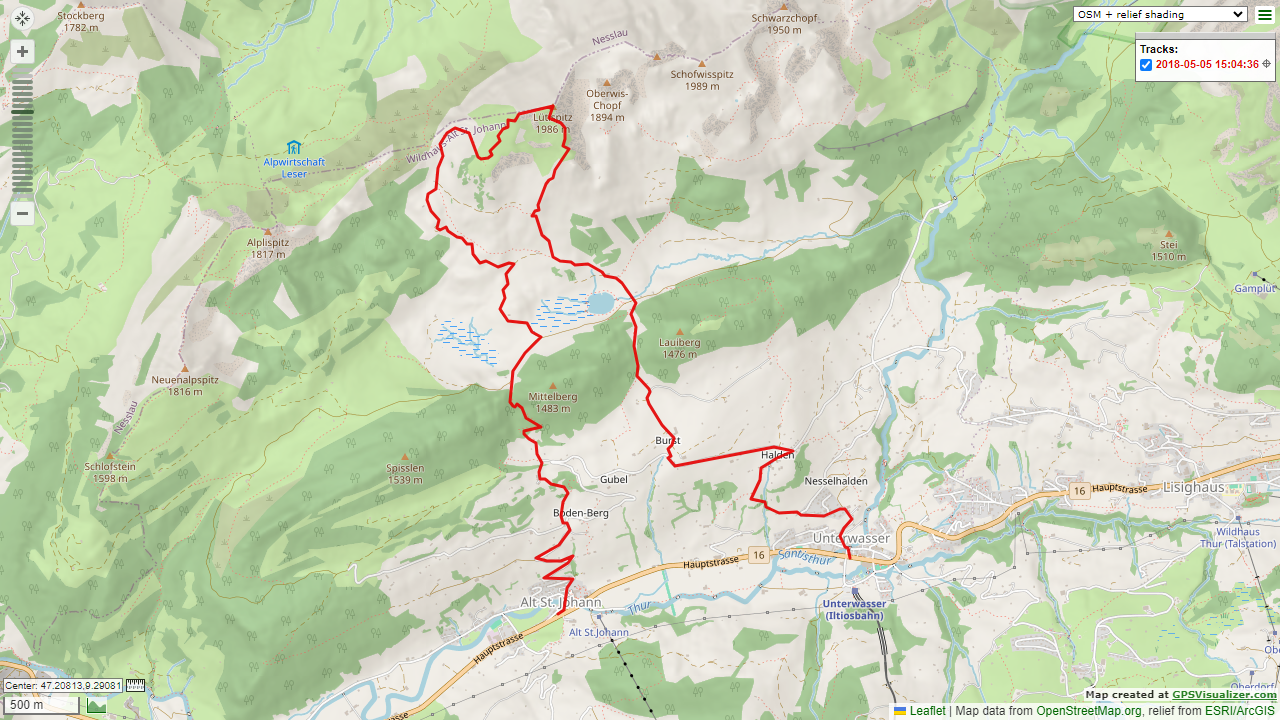 Stockberg
1782 m
Schwarzchopf
1950 m
OSM + relief shading
Nesslau
Tracks:
2018-05-05 15:04:36
Schofwisspitz
1989 m
Oberwis-
Chopf
1894 m
Lütispitz
1986 m
Wildhaus-Alt St. Johann
Alpwirtschaft
Leser
Alplispitz
1817 m
Stei
1510 m
Gamplüt
Lauiberg
1476 m
Neuenalpspitz
1816 m
Nesslau
Mittelberg
1483 m
Burst
Halden
Schlofstein
1598 m
Spisslen
1539 m
Gubel
Nesselhalden
16
Hauptstrasse
Lisighaus
Boden-Berg
Unterwasser
Wildhaus
Thur (Talstation)
16
Hauptstrasse
Säntisthur
Alt St. Johann
Thur
Unterwasser
(Iltiosbahn)
Alt St.Johann
Hauptstrasse
Oberdorf
Center: 47.20813,9.29081
500 m
Map created at GPSVisualizer.com
Leaflet | Map data from OpenStreetMap.org, relief from ESRI/ArcGIS